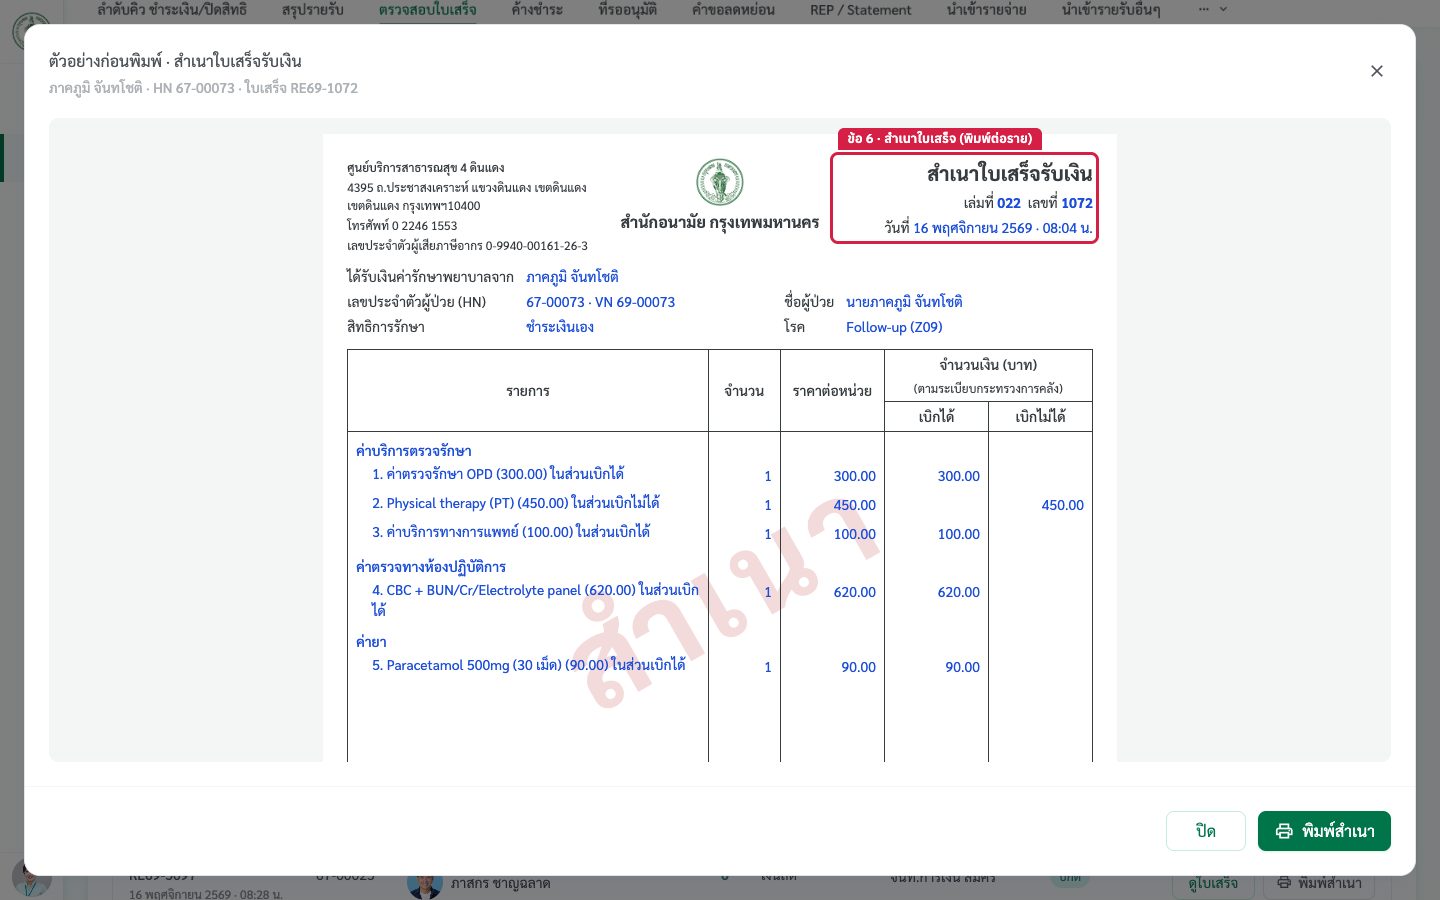 ลำดับคิว ชำระเงิน/ปิดสิทธิ สรุปรายรับ ตรวจสอบใบเสร็จ ค้างชำระ ที่รออนุมัติ คำขอลดหย่อน REP / Statement นำเข้ารายจ่าย นำเข้ารายรับอื่นๆ ...
ตัวอย่างก่อนพิมพ์ · สำเนาใบเสร็จรับเงิน
ภาคภูมิ จันทโชติ · HN 67-00073 · ใบเสร็จ RE69-1072
ข้อ 6 · สำเนาใบเสร็จ (พิมพ์ต่อราย)
ศูนย์บริการสาธารณสุข 4 ดินแดง
4395 ถ.ประชาสงเคราะห์ แขวงดินแดง เขตดินแดง
เขตดินแดง กรุงเทพฯ10400
โทรศัพท์ 0 2246 1553
เลขประจำตัวผู้เสียภาษีอากร 0-9940-00161-26-3
สำนักอนามัย กรุงเทพมหานคร
สำเนาใบเสร็จรับเงิน
เล่มที่ 022 เลขที่ 1072
วันที่ 16 พฤศจิกายน 2569 · 08:04 น.
ได้รับเงินค่ารักษาพยาบาลจาก ภาคภูมิ จันทโชติ
เลขประจำตัวผู้ป่วย (HN) 67-00073 · VN 69-00073 ชื่อผู้ป่วย นายภาคภูมิ จันทโชติ
สิทธิการรักษา ชำระเงินเอง โรค Follow-up (Z09)
รายการ จำนวน ราคาต่อหน่วย จำนวนเงิน (บาท)
(ตามระเบียบกระทรวงการคลัง)
เบิกได้ เบิกไม่ได้
ค่าบริการตรวจรักษา
1. ค่าตรวจรักษา OPD (300.00) ในส่วนเบิกได้ 1 300.00 300.00
2. Physical therapy (PT) (450.00) ในส่วนเบิกไม่ได้ 1 450.00 450.00
3. ค่าบริการทางการแพทย์ (100.00) ในส่วนเบิกได้ 1 100.00 100.00
ค่าตรวจทางห้องปฏิบัติการ
4. CBC + BUN/Cr/Electrolyte panel (620.00) ในส่วนเบิก 1 620.00 620.00
ได้
ค่ายา
5. Paracetamol 500mg (30 เม็ด) (90.00) ในส่วนเบิกได้ 1 90.00 90.00
สำเนา
ปิด พิมพ์สำเนา
16 พฤศจิกายน 2569 · 08:28 น. ภาสกร ชาญฉลาด ดูใบเสร็จ พิมพ์สำเนา